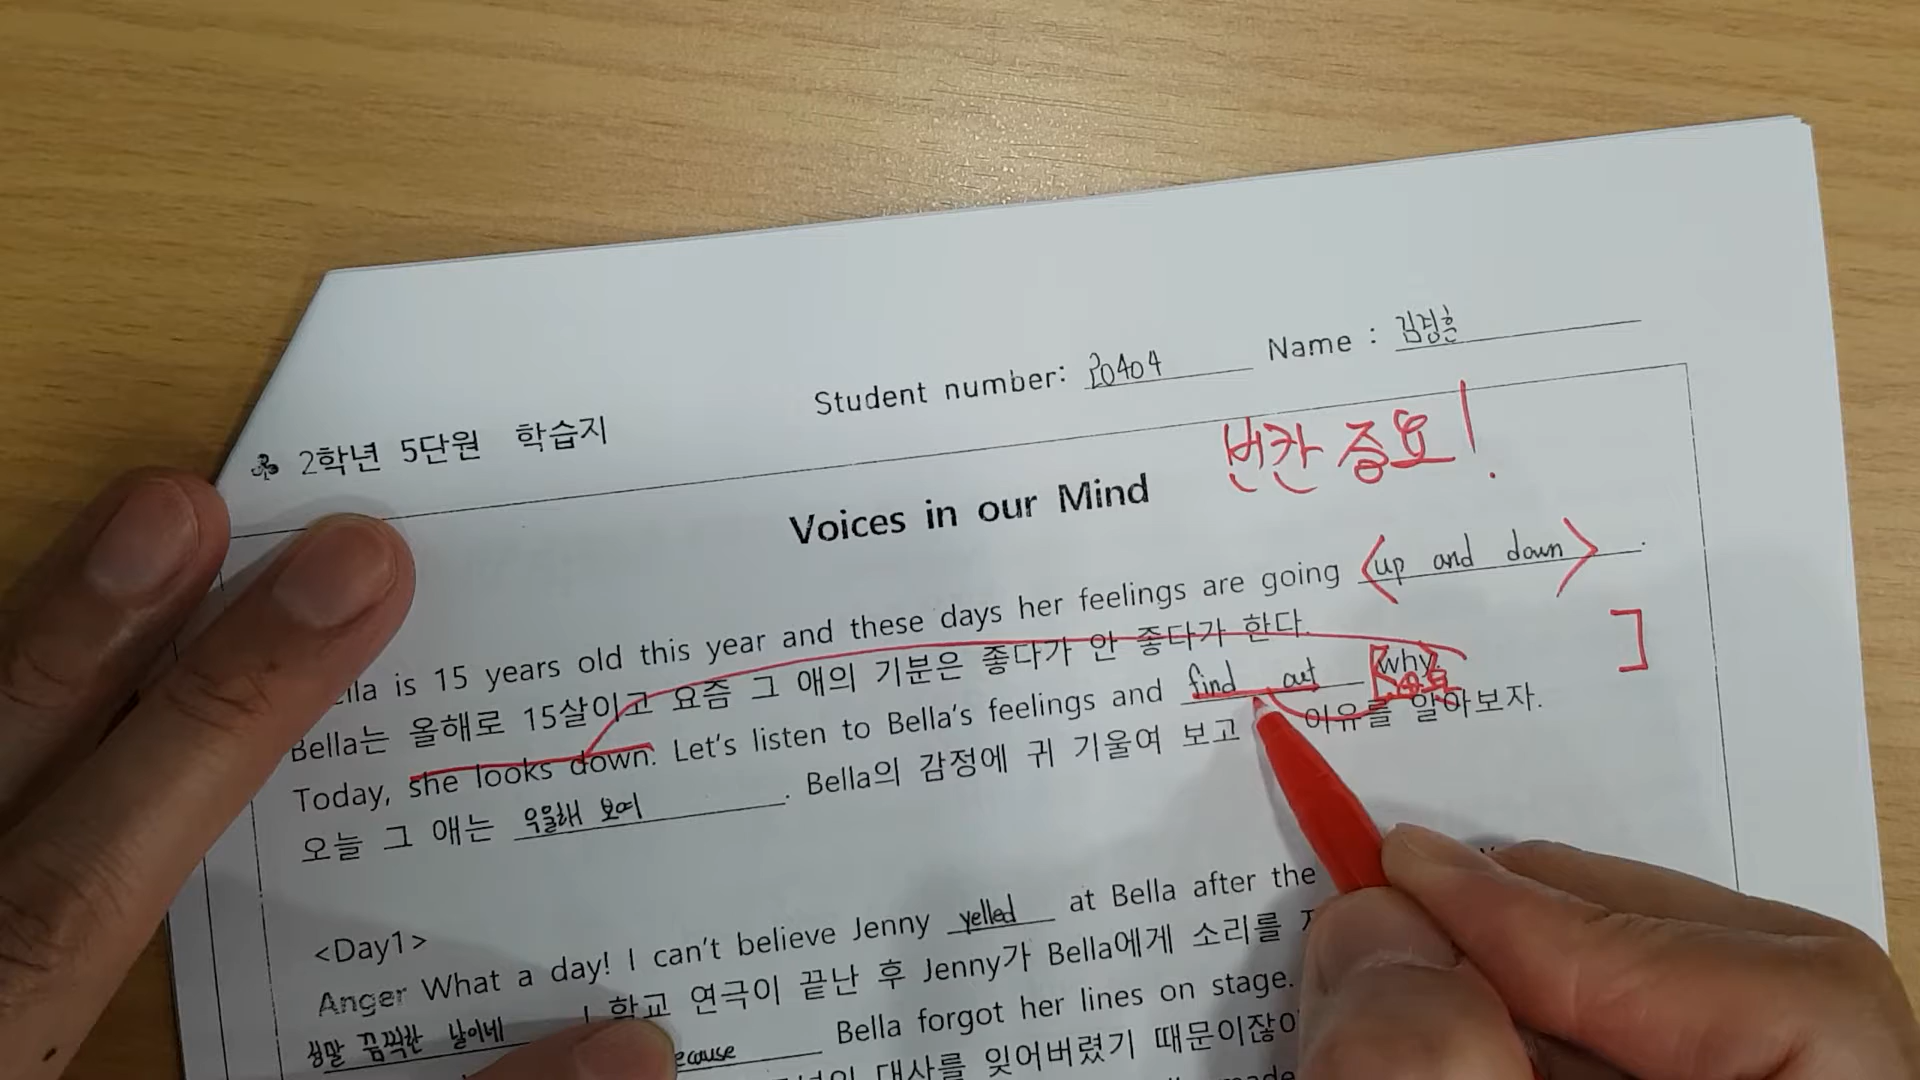 Student number: 20404 Name : 김경훈
2학년 5단원 학습지
빈칸 중요!
Voices in our Mind
lla is 15 years old this year and these days her feelings are going <up and down>.
Bella는 올해로 15살이고 요즘 그 애의 기분은 좋다가 안 좋다가 한다. ]
Today, she looks down. Let's listen to Bella's feelings and find out why.
오늘 그 애는 우울해 보여. Bella의 감정에 귀 기울여 보고 이유를 알아보자.
<Day1>
Anger What a day! I can't believe Jenny yelled at Bella after the
정말 끔찍한 날이네 학교 연극이 끝난 후 Jenny가 Bella에게 소리를
ecause Bella forgot her lines on stage.
대사를 잊어버렸기 때문이잖아
made